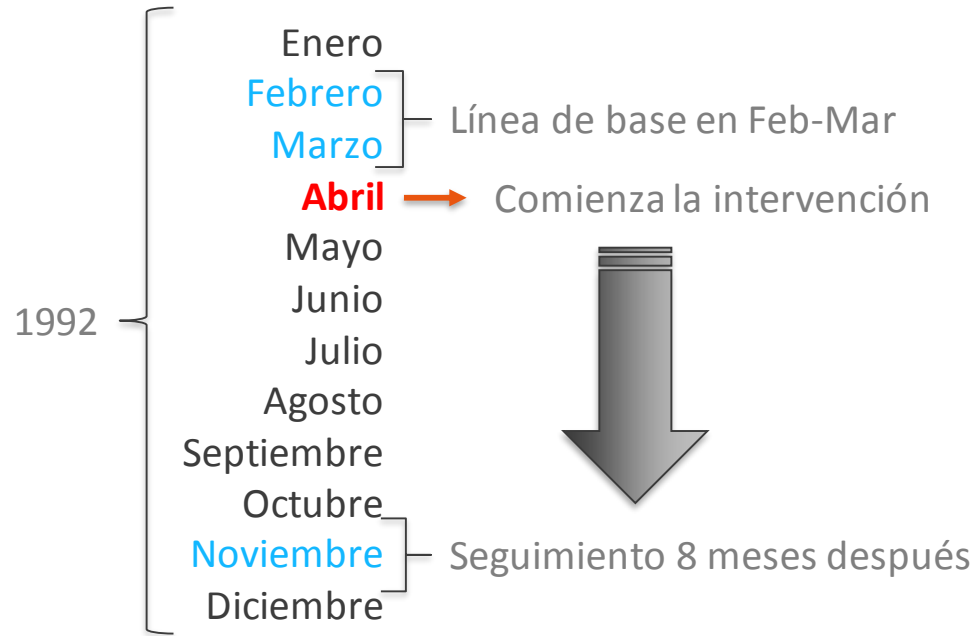 Enero
Febrero
Línea de base en Feb-Mar
Marzo
Abril
Comienza la intervención
Mayo
Junio
1992
Julio
Agosto
Septiembre
Octubre
Noviembre
Seguimiento 8 meses después
Diciembre